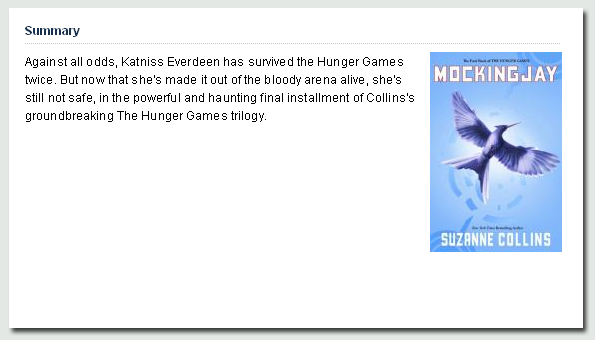 Summary
Against all odds, Katniss Everdeen has survived the Hunger Games
twice. But now that she's made it out of the bloody arena alive, she's
still not safe, in the powerful and haunting final installment of Collins's
groundbreaking The Hunger Games trilogy.
The Final Book of THE HUNGER GAMES
MOCKINGJAY
New York Times Bestselling Author
SUZANNE COLLINS